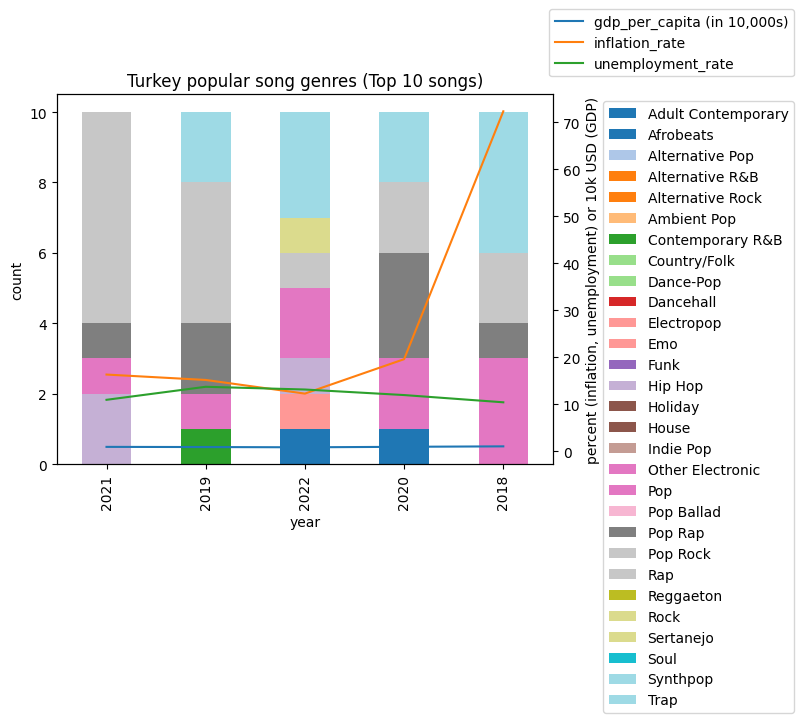 gdp_per_capita (in 10,000s)
inflation_rate
unemployment_rate
Turkey popular song genres (Top 10 songs)
10
8
6
4
2
0
count
2021
2019
2022
2020
2018
year
70
60
50
40
30
20
10
0
percent (inflation, unemployment) or 10k USD (GDP)
Adult Contemporary
Afrobeats
Alternative Pop
Alternative R&B
Alternative Rock
Ambient Pop
Contemporary R&B
Country/Folk
Dance-Pop
Dancehall
Electropop
Emo
Funk
Hip Hop
Holiday
House
Indie Pop
Other Electronic
Pop
Pop Ballad
Pop Rap
Pop Rock
Rap
Reggaeton
Rock
Sertanejo
Soul
Synthpop
Trap